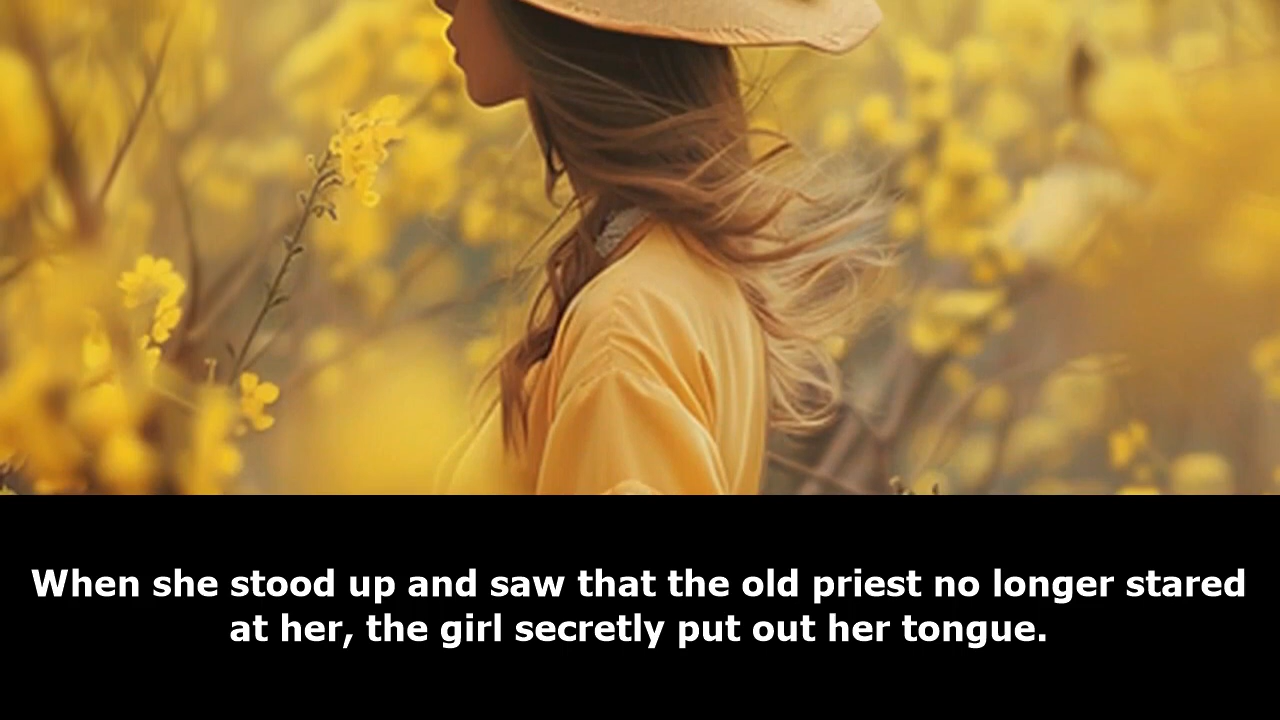 When she stood up and saw that the old priest no longer stared
at her, the girl secretly put out her tongue.